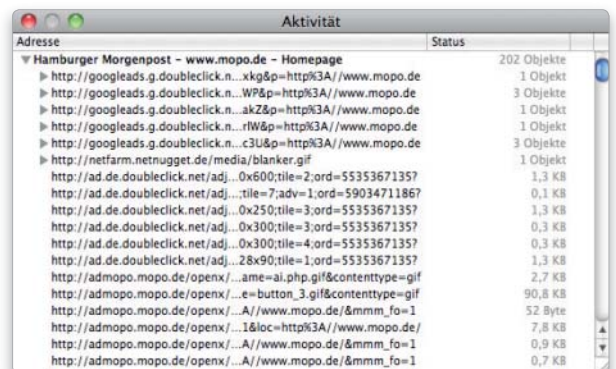 Aktivität
Adresse Status
Hamburger Morgenpost – www.mopo.de – Homepage 202 Objekte
http://googleads.g.doubleclick.n...xkg&p=http%3A//www.mopo.de 1 Objekt
http://googleads.g.doubleclick.n...WP&p=http%3A//www.mopo.de 3 Objekte
http://googleads.g.doubleclick.n...akZ&p=http%3A//www.mopo.de 1 Objekt
http://googleads.g.doubleclick.n...rlW&p=http%3A//www.mopo.de 1 Objekt
http://googleads.g.doubleclick.n...c3U&p=http%3A//www.mopo.de 3 Objekte
http://netfarm.netnugget.de/media/blanker.gif 1 Objekt
http://ad.de.doubleclick.net/adj...0x600;tile=2;ord=5535367135? 1,3 KB
http://ad.de.doubleclick.net/adj...;tile=7;adv=1;ord=5903471186? 0,1 KB
http://ad.de.doubleclick.net/adj...0x250;tile=3;ord=5535367135? 1,3 KB
http://ad.de.doubleclick.net/adj...0x300;tile=3;ord=5535367135? 0,3 KB
http://ad.de.doubleclick.net/adj...0x300;tile=4;ord=5535367135? 0,3 KB
http://ad.de.doubleclick.net/adj...28x90;tile=1;ord=5535367135? 1,3 KB
http://admopo.mopo.de/openx/...ame=ai.php.gif&contenttype=gif 2,7 KB
http://admopo.mopo.de/openx/...e=button_3.gif&contenttype=gif 90,8 KB
http://admopo.mopo.de/openx/...A//www.mopo.de/&mmm_fo=1 52 Byte
http://admopo.mopo.de/openx/...1&loc=http%3A//www.mopo.de/ 7,8 KB
http://admopo.mopo.de/openx/...A//www.mopo.de/&mmm_fo=1 0,9 KB
http://admopo.mopo.de/openx/...A//www.mopo.de/&mmm_fo=1 0,7 KB